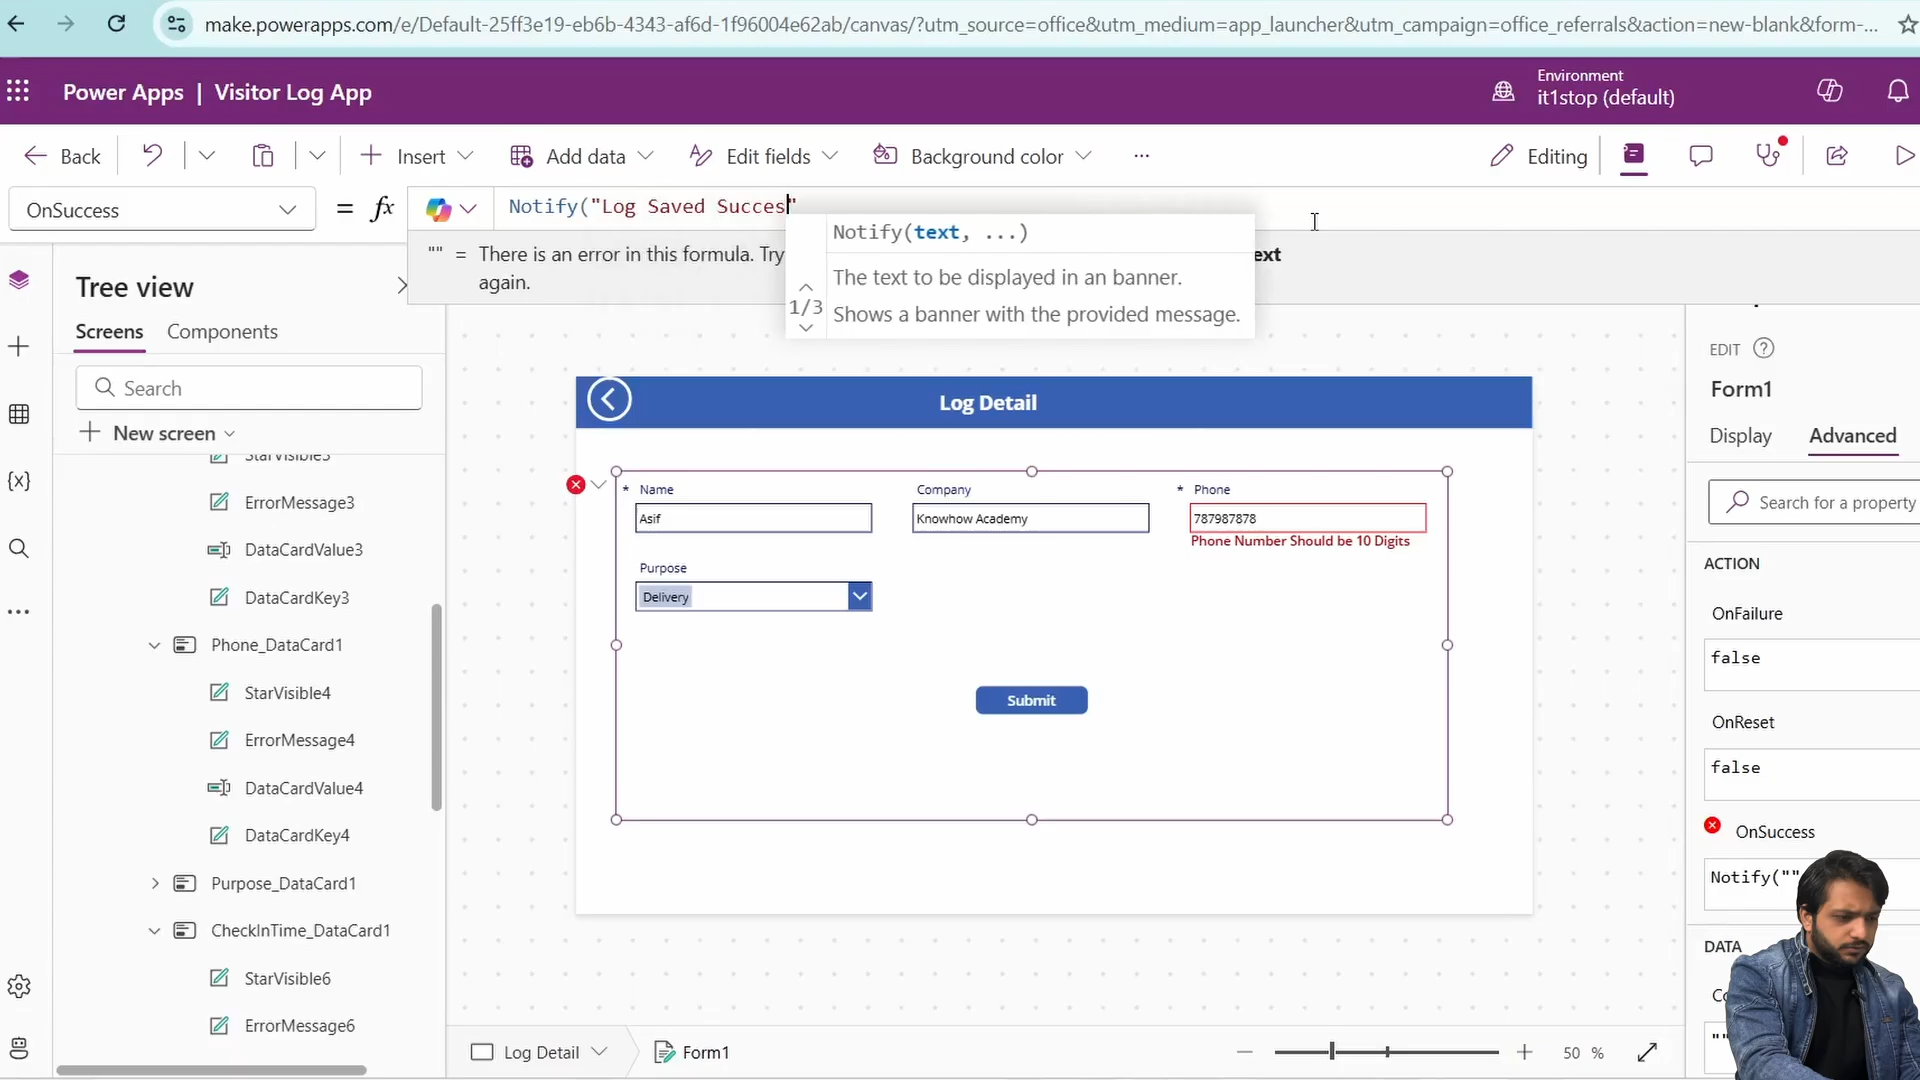 make.powerapps.com/e/Default-25ff3e19-eb6b-4343-af6d-1f96004e62ab/canvas/?utm_source=office&utm_medium=app_launcher&utm_campaign=office_referrals&action=new-blank&form-...
Power Apps | Visitor Log App
Environment
it1stop (default)
Back
Insert
Add data
Edit fields
Background color
...
Editing
OnSuccess
= fx
Notify("Log Saved Succes"
"" = There is an error in this formula. Try
again.
ext
Notify(text, ...)
The text to be displayed in an banner.
1/3
Shows a banner with the provided message.
Tree view
Screens
Components
Search
New screen
StarVisible3
ErrorMessage3
DataCardValue3
DataCardKey3
Phone_DataCard1
StarVisible4
ErrorMessage4
DataCardValue4
DataCardKey4
Purpose_DataCard1
CheckInTime_DataCard1
StarVisible6
ErrorMessage6
Log Detail
* Name
Company
* Phone
Asif
Knowhow Academy
787987878
Phone Number Should be 10 Digits
Purpose
Delivery
Submit
Log Detail
Form1
50 %
EDIT
Form1
Display
Advanced
Search for a property
ACTION
OnFailure
false
OnReset
false
OnSuccess
Notify(""
DATA
""